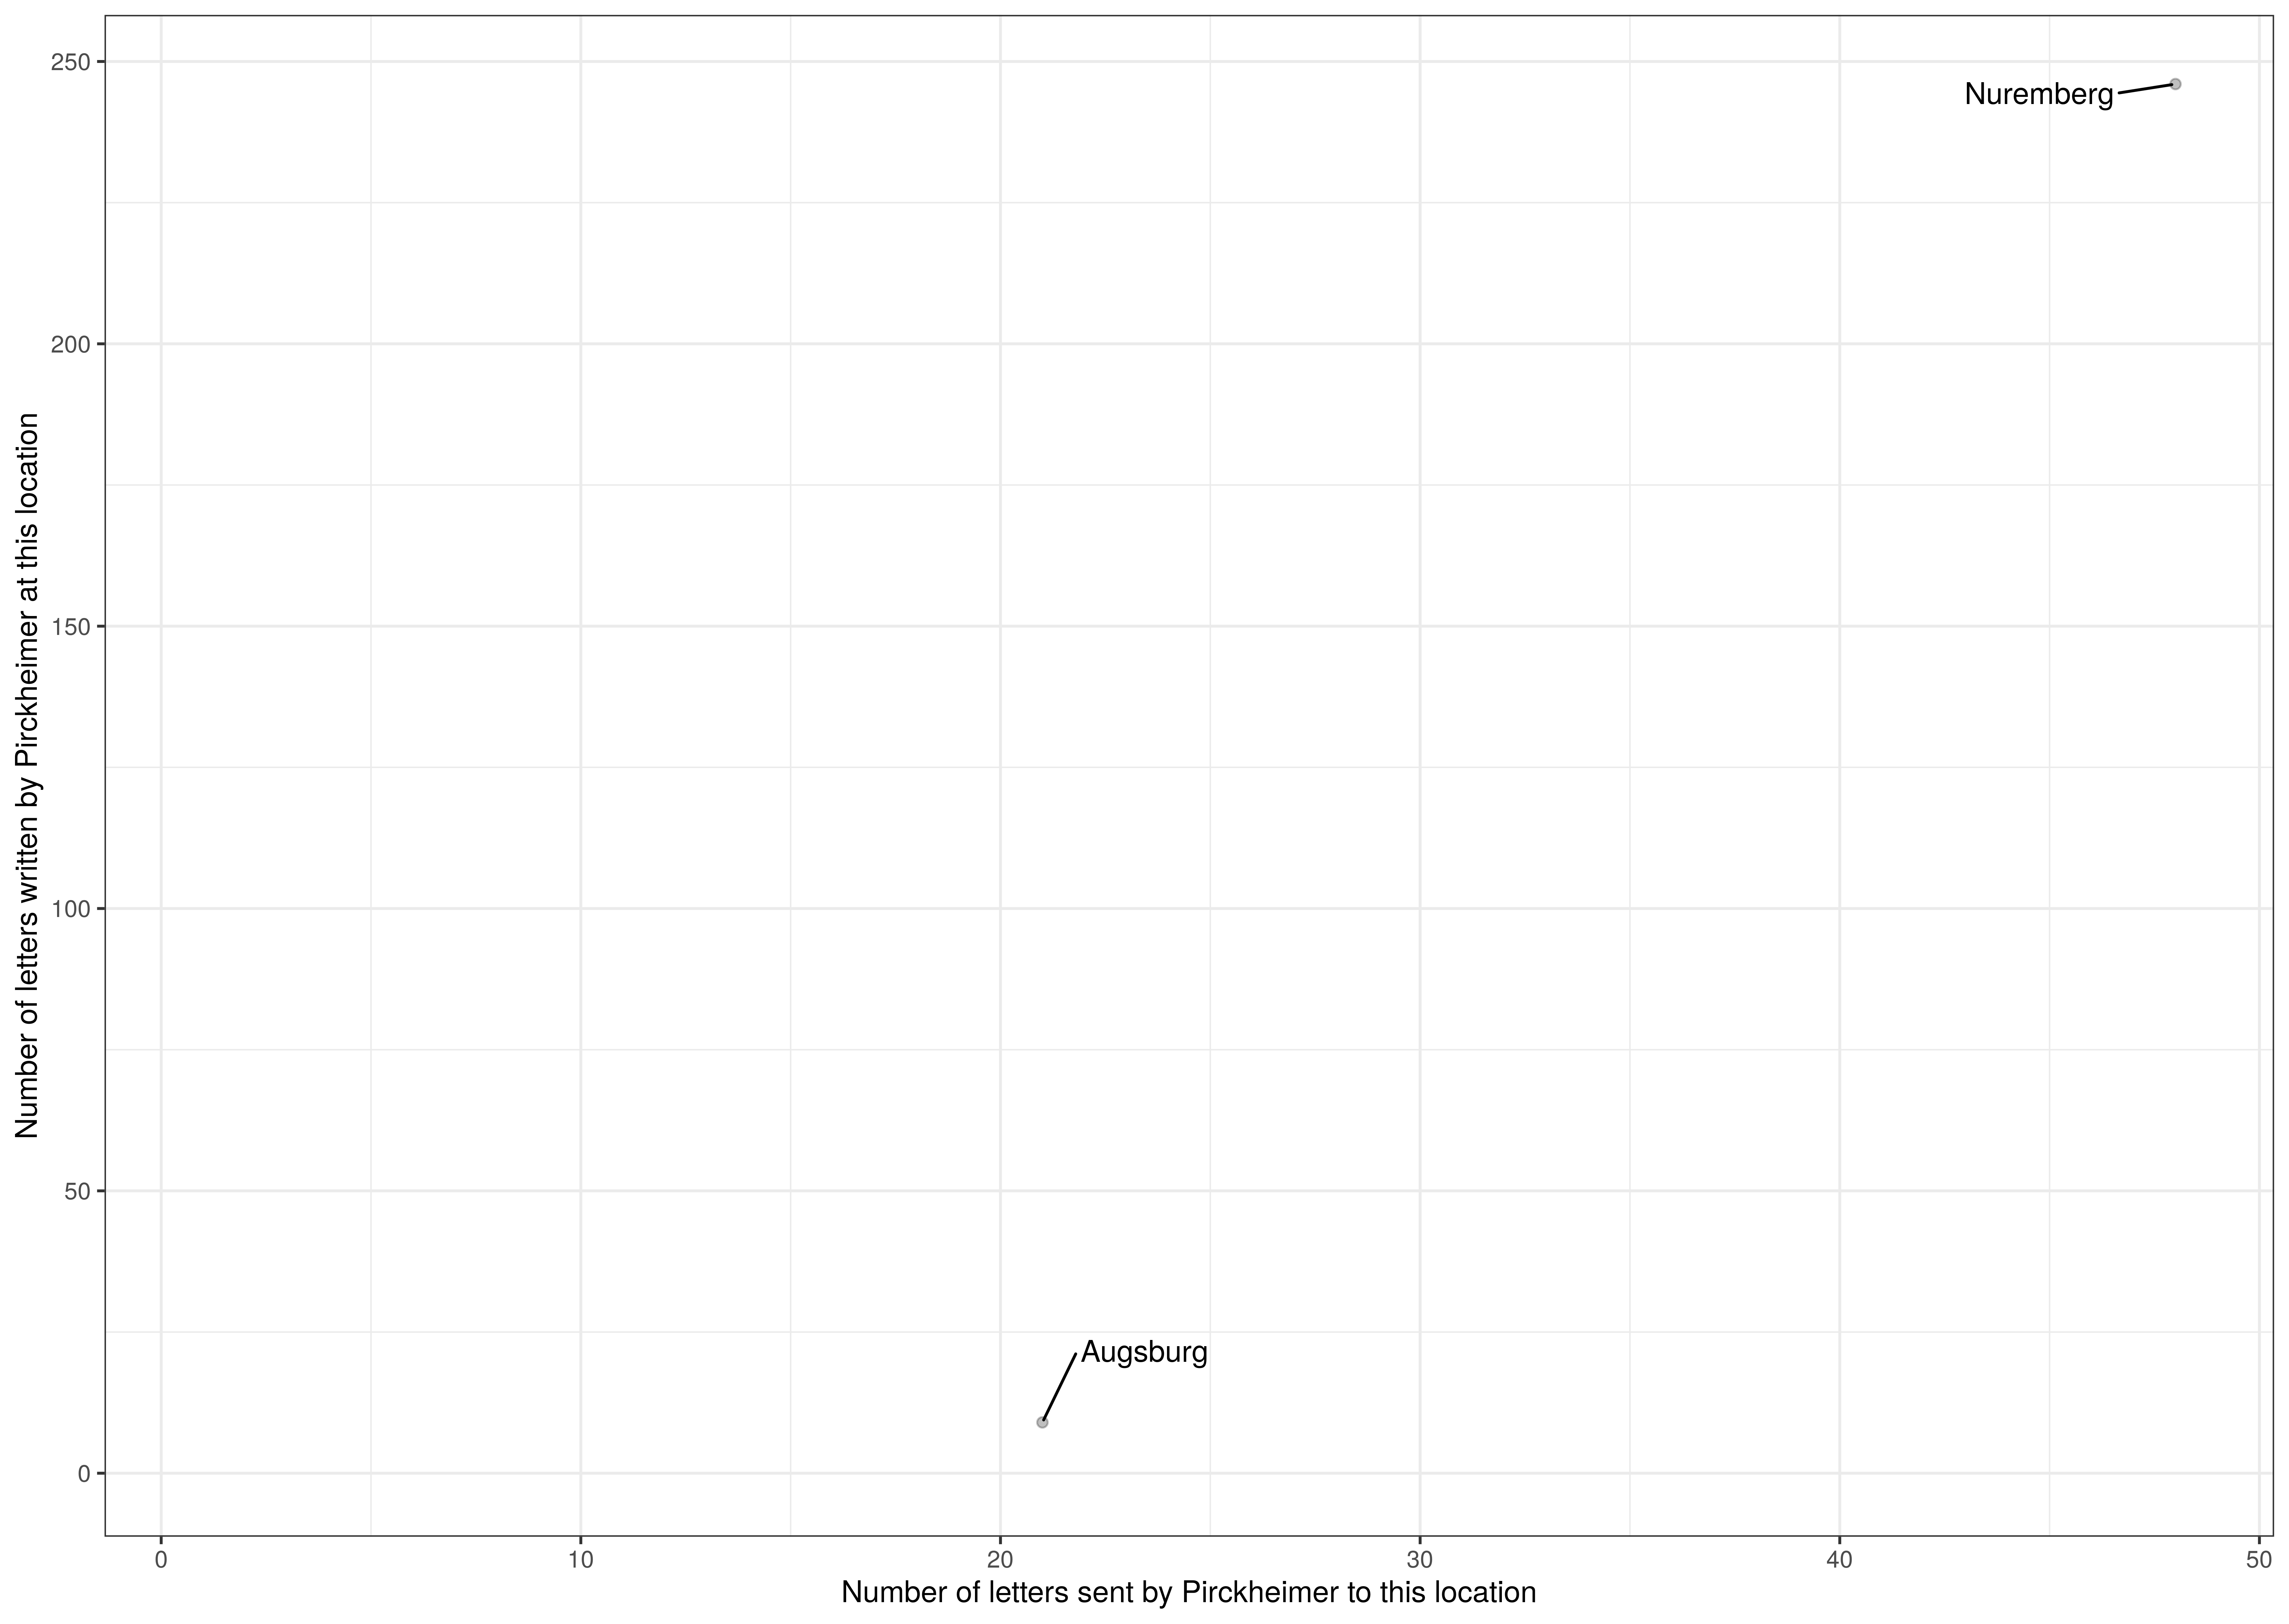 Number of letters written by Pirckheimer at this location
250
200
150
100
50
0
Nuremberg
Augsburg
0 10 20 30 40 50
Number of letters sent by Pirckheimer to this location